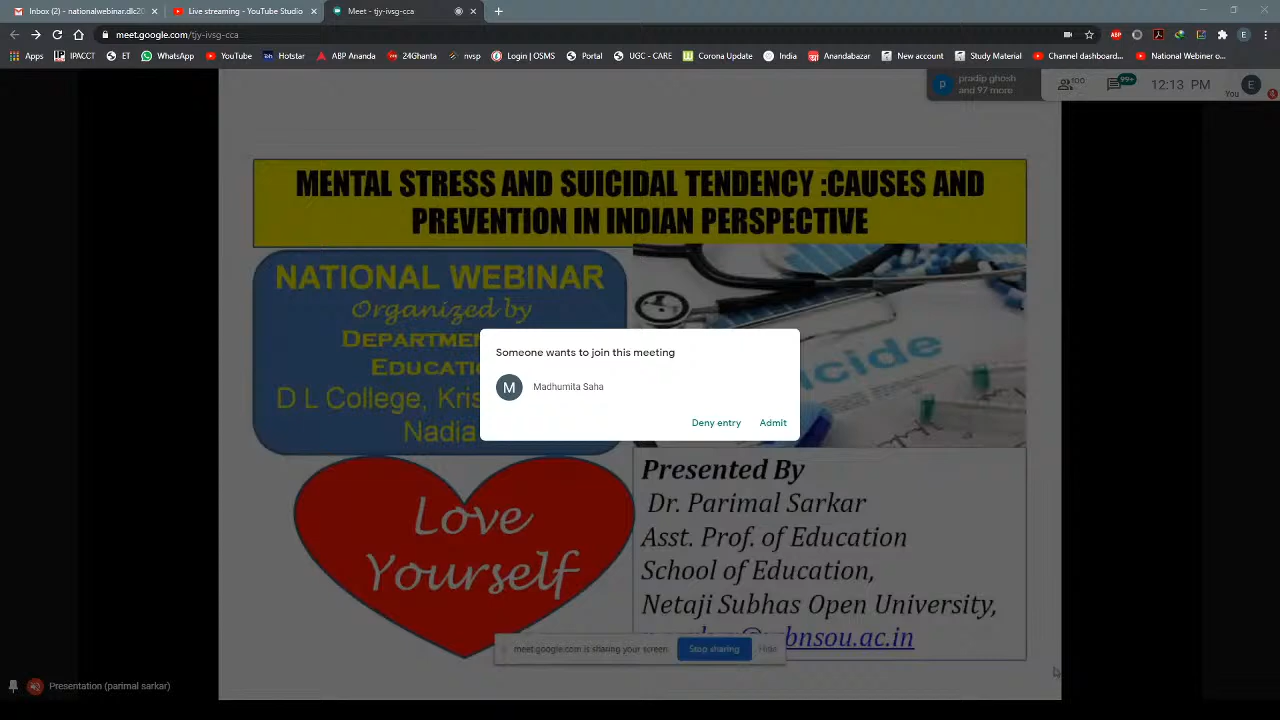 Inbox (2) - nationalwebinar.dlc20
Live streaming - YouTube Studio
Meet - tjy-ivsg-cca
meet.google.com/tjy-ivsg-cca
Apps
IPACCT
ET
WhatsApp
YouTube
Hotstar
ABP Ananda
24Ghanta
nvsp
Login | OSMS
Portal
UGC - CARE
Corona Update
India
Anandabazar
New account
Study Material
Channel dashboard...
National Webinar o...
pradip ghosh
and 97 more
100
99+
12:13 PM
You
E
MENTAL STRESS AND SUICIDAL TENDENCY :CAUSES AND
PREVENTION IN INDIAN PERSPECTIVE
NATIONAL WEBINAR
Organized by
D L College,
Nadia
Someone wants to join this meeting
M
Madhumita Saha
Deny entry
Admit
Love
Yourself
Presented By
Dr. Parimal Sarkar
Asst. Prof. of Education
School of Education,
Netaji Subhas Open University,
meet.google.com is sharing your screen.
Stop sharing
Hide
Presentation (parimal sarkar)